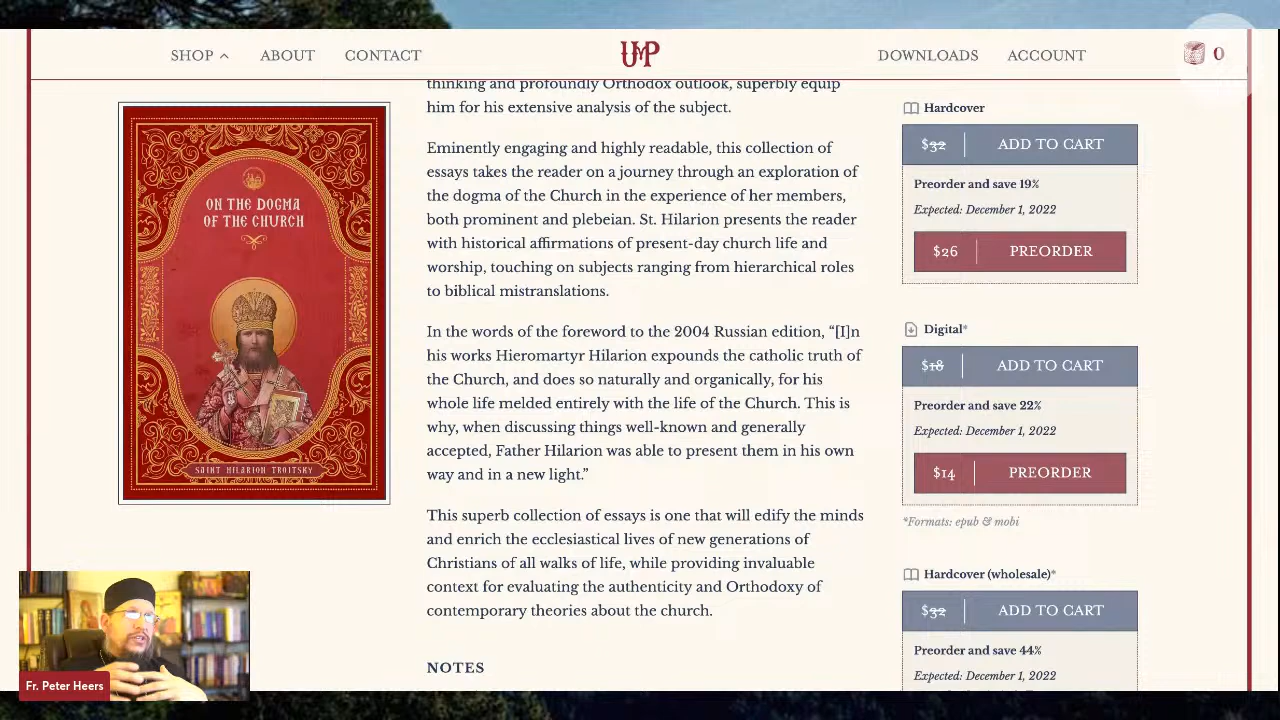 SHOP
ABOUT
CONTACT
UMP
DOWNLOADS
ACCOUNT
0
ON THE DOGMA
OF THE CHURCH
SAINT HILARION TROITSKY
thinking and profoundly Orthodox outlook, superbly equip
him for his extensive analysis of the subject.
Eminently engaging and highly readable, this collection of
essays takes the reader on a journey through an exploration of
the dogma of the Church in the experience of her members,
both prominent and plebeian. St. Hilarion presents the reader
with historical affirmations of present-day church life and
worship, touching on subjects ranging from hierarchical roles
to biblical mistranslations.
In the words of the foreword to the 2004 Russian edition, “[I]n
his works Hieromartyr Hilarion expounds the catholic truth of
the Church, and does so naturally and organically, for his
whole life melded entirely with the life of the Church. This is
why, when discussing things well-known and generally
accepted, Father Hilarion was able to present them in his own
way and in a new light.”
This superb collection of essays is one that will edify the minds
and enrich the ecclesiastical lives of new generations of
Christians of all walks of life, while providing invaluable
context for evaluating the authenticity and Orthodoxy of
contemporary theories about the church.
NOTES
Hardcover
$32 ADD TO CART
Preorder and save 19%
Expected: December 1, 2022
$26 PREORDER
Digital*
$18 ADD TO CART
Preorder and save 22%
Expected: December 1, 2022
$14 PREORDER
*Formats: epub & mobi
Hardcover (wholesale)*
$32 ADD TO CART
Preorder and save 44%
Expected: December 1, 2022
Fr. Peter Heers